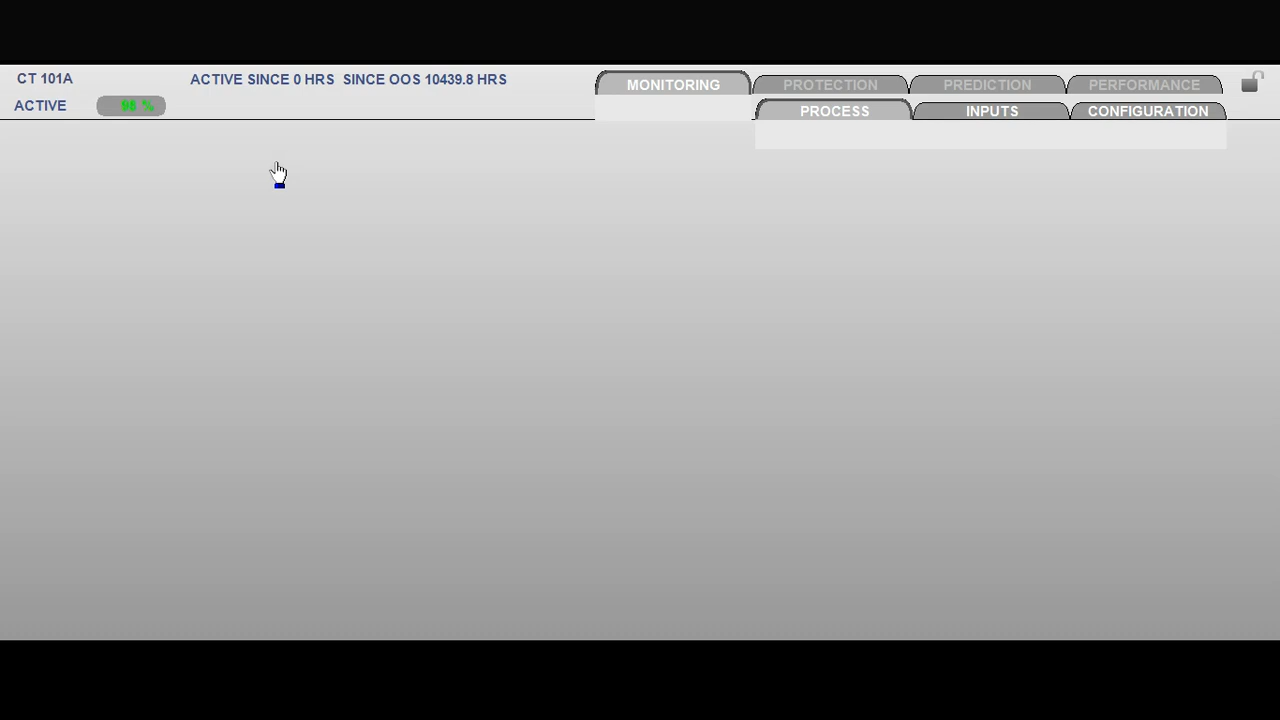 CT 101A
ACTIVE SINCE 0 HRS SINCE OOS 10439.8 HRS
MONITORING
PROTECTION
PREDICTION
PERFORMANCE
ACTIVE
98 %
PROCESS
INPUTS
CONFIGURATION